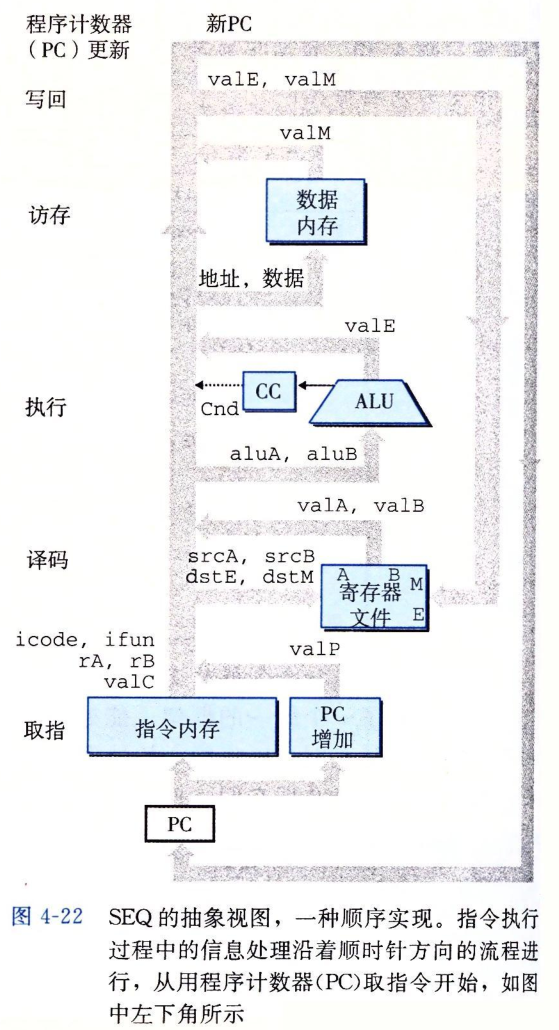 程序计数器
（PC）更新
新PC
写回
valE, valM
valM
访存
数据
内存
地址，数据
valE
执行
CC
ALU
Cnd
aluA, aluB
valA, valB
译码
srcA, srcB
dstE, dstM
A
B
M
寄存器
文件
E
icode, ifun
rA, rB
valC
valP
取指
指令内存
PC
增加
PC
图 4-22 SEQ的抽象视图，一种顺序实现。指令执行
过程中的信息处理沿着顺时针方向的流程进
行，从用程序计数器(PC)取指令开始，如图
中左下角所示